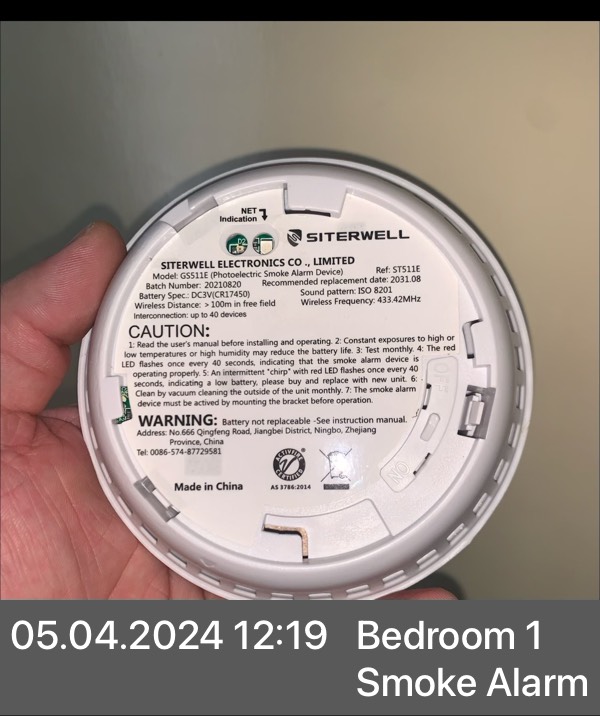 NET
Indication
D2
SITERWELL
SITERWELL ELECTRONICS CO ., LIMITED
Model: GS511E (Photoelectric Smoke Alarm Device) Ref: ST511E
Batch Number: 20210820 Recommended replacement date: 2031.08
Battery Spec.: DC3V(CR17450) Sound pattern: ISO 8201
Wireless Distance: > 100m in free field Wireless Frequency: 433.42MHz
Interconnection: up to 40 devices
CAUTION:
1: Read the user's manual before installing and operating. 2: Constant exposures to high or
low temperatures or high humidity may reduce the battery life. 3: Test monthly. 4: The red
LED flashes once every 40 seconds, indicating that the smoke alarm device is
operating properly. 5: An intermittent "chirp" with red LED flashes once every 40
seconds, indicating a low battery, please buy and replace with new unit. 6:
Clean by vacuum cleaning the outside of the unit monthly. 7: The smoke alarm
device must be actived by mounting the bracket before operation.
OFF
WARNING: Battery not replaceable -See instruction manual.
Address: No.666 Qingfeng Road, Jiangbei District, Ningbo, Zhejiang
Province, China
Tel: 0086-574-87729581
ON
ACTIVFIRE
CERTIFIED
Made in China
AS 3786:2014
05.04.2024 12:19 Bedroom 1
Smoke Alarm